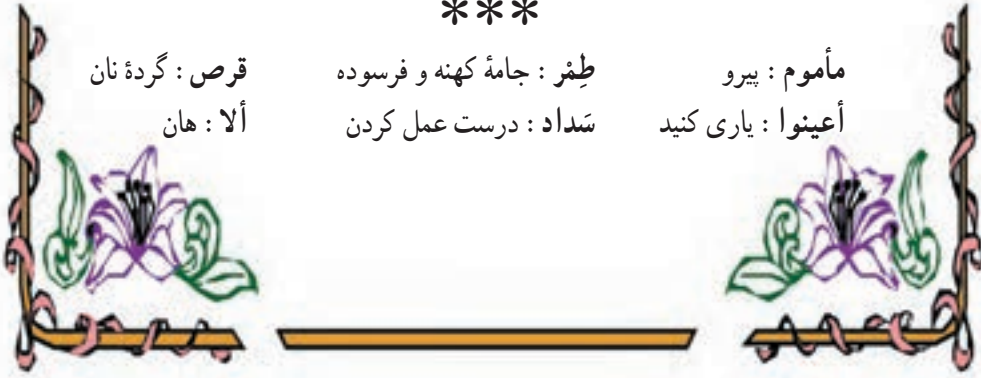 ***
مأموم : پیرو طِمْر : جامهٔ کهنه و فرسوده قرص : گردهٔ نان
أعینوا : یاری کنید سَداد : درست عمل کردن ألا : هان